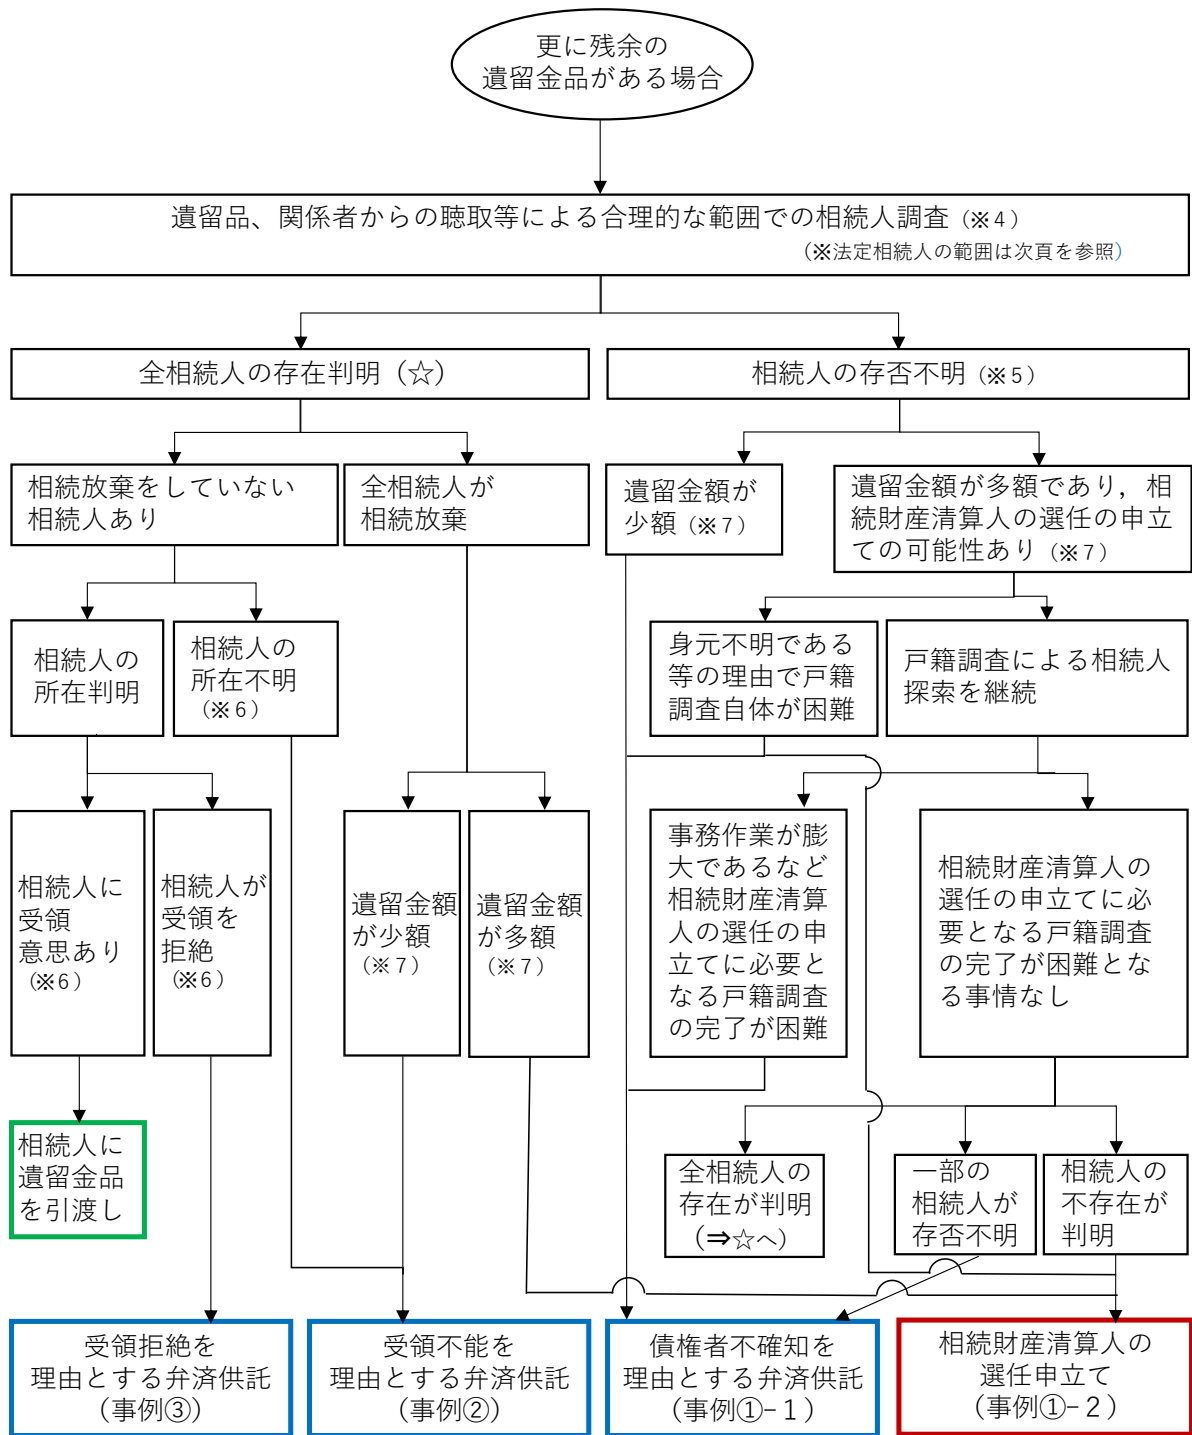 更に残余の
遺留金品がある場合
遺留品、関係者からの聴取等による合理的な範囲での相続人調査（※４）
（※法定相続人の範囲は次頁を参照）
全相続人の存在判明（☆）
相続人の存否不明（※５）
相続放棄をしていない
相続人あり
全相続人が
相続放棄
遺留金額が
少額（※７）
遺留金額が多額であり，相
続財産清算人の選任の申立
ての可能性あり（※７）
相続人の
所在判明
相続人の
所在不明
（※６）
身元不明である
等の理由で戸籍
調査自体が困難
戸籍調査による相続人
探索を継続
相続人に
受領
意思あり
（※６）
相続人が
受領を
拒絶
（※６）
遺留金額
が少額
（※７）
遺留金額
が多額
（※７）
事務作業が膨
大であるなど
相続財産清算
人の選任の申
立てに必要と
なる戸籍調査
の完了が困難
相続財産清算人の
選任の申立てに必
要となる戸籍調査
の完了が困難とな
る事情なし
相続人に
遺留金品
を引渡し
全相続人の
存在が判明
（⇒☆へ）
一部の
相続人が
存否不明
相続人の
不存在が
判明
受領拒絶を
理由とする弁済供託
（事例③）
受領不能を
理由とする弁済供託
（事例②）
債権者不確知を
理由とする弁済供託
（事例①−１）
相続財産清算人の
選任申立て
（事例①−２）